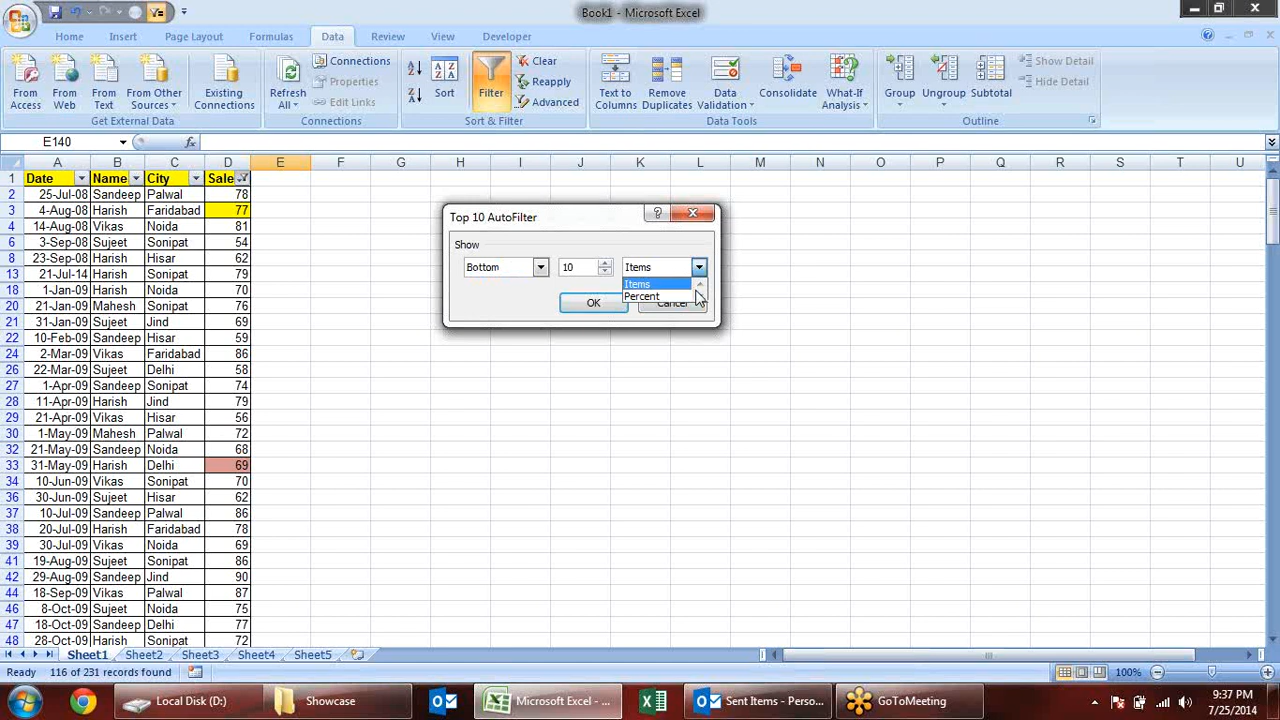 Book1 - Microsoft Excel
Home Insert Page Layout Formulas Data Review View Developer
From Access
From Web
From Text
From Other Sources
Existing Connections
Get External Data
Refresh All
Connections
Properties
Edit Links
Connections
Sort
Filter
Clear
Reapply
Advanced
Sort & Filter
Text to Columns
Remove Duplicates
Data Validation
Consolidate
What-If Analysis
Data Tools
Group
Ungroup
Subtotal
Show Detail
Hide Detail
Outline
E140
A B C D E F G H I J K L M N O P Q R S T U
1 Date Name City Sale
2 25-Jul-08 Sandeep Palwal 78
3 4-Aug-08 Harish Faridabad 77
4 14-Aug-08 Vikas Noida 81
6 3-Sep-08 Sujeet Sonipat 54
8 23-Sep-08 Harish Hisar 62
13 21-Jul-14 Harish Sonipat 79
18 11-Jan-09 Harish Noida 70
20 21-Jan-09 Mahesh Sonipat 76
21 31-Jan-09 Sujeet Jind 69
22 10-Feb-09 Sandeep Hisar 59
24 2-Mar-09 Vikas Faridabad 86
26 22-Mar-09 Sujeet Delhi 58
27 1-Apr-09 Sandeep Sonipat 74
28 11-Apr-09 Harish Jind 79
29 21-Apr-09 Vikas Hisar 56
30 1-May-09 Mahesh Palwal 72
32 21-May-09 Sandeep Noida 68
33 31-May-09 Harish Delhi 69
34 10-Jun-09 Vikas Sonipat 70
36 30-Jun-09 Sujeet Hisar 62
37 10-Jul-09 Sandeep Palwal 86
38 20-Jul-09 Harish Faridabad 78
39 30-Jul-09 Vikas Noida 69
41 19-Aug-09 Sujeet Sonipat 86
42 29-Aug-09 Sandeep Jind 90
44 18-Sep-09 Vikas Palwal 87
46 8-Oct-09 Sujeet Noida 75
47 18-Oct-09 Sandeep Delhi 77
48 28-Oct-09 Harish Sonipat 72
Top 10 AutoFilter
Show
Bottom 10 Items
Items
Percent
OK Cancel
Sheet1 Sheet2 Sheet3 Sheet4 Sheet5
Ready 116 of 231 records found 100%
Local Disk (D:) Showcase Microsoft Excel - ... Sent Items - Perso... GoToMeeting
9:37 PM
7/25/2014